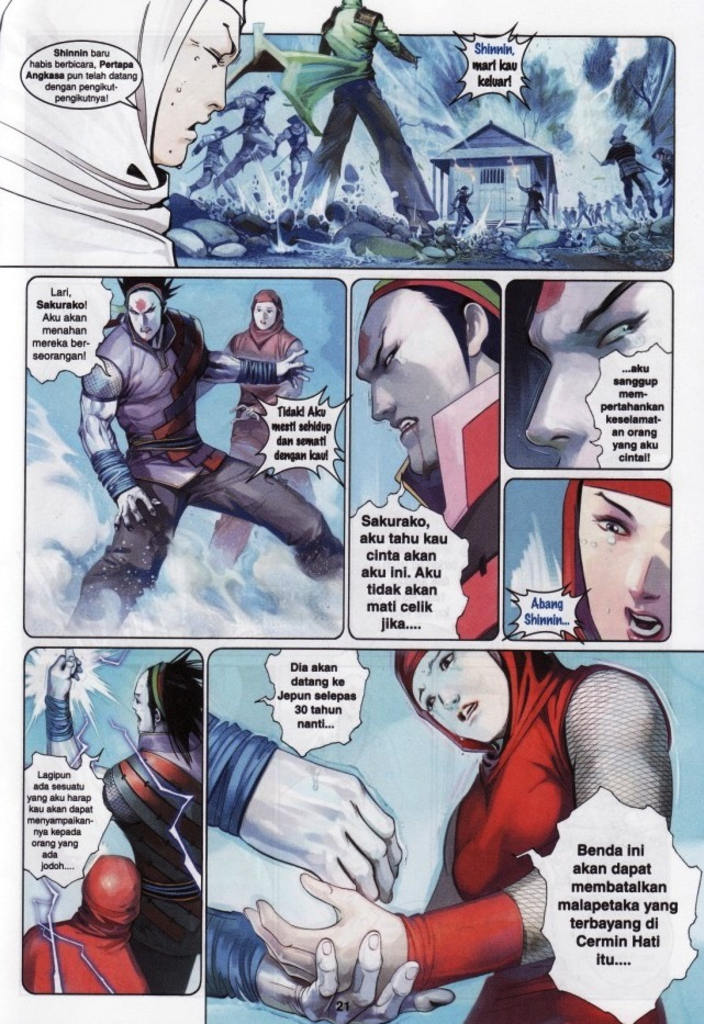 Shinnin baru
habis berbicara, Pertapa
Angkasa pun telah datang
dengan pengikut-
pengikutnya!
Shinnin,
mari kau
keluar!
Lari,
Sakurako!
Aku akan
menahan
mereka ber-
seorangan!
Tidak! Aku
mesti sehidup
dan semati
dengan kau!
Sakurako,
aku tahu kau
cinta akan
aku ini. Aku
tidak akan
mati celik
jika....
...aku
sanggup
mem-
pertahankan
keselamat-
an orang
yang aku
cintai!
Abang
Shinnin...
Lagipun
ada sesuatu
yang aku harap
kau akan dapat
menyampaikan-
nya kepada
orang yang
ada
jodoh....
Dia akan
datang ke
Jepun selepas
30 tahun
nanti...
Benda ini
akan dapat
membatalkan
malapetaka yang
terbayang di
Cermin Hati
itu....
21